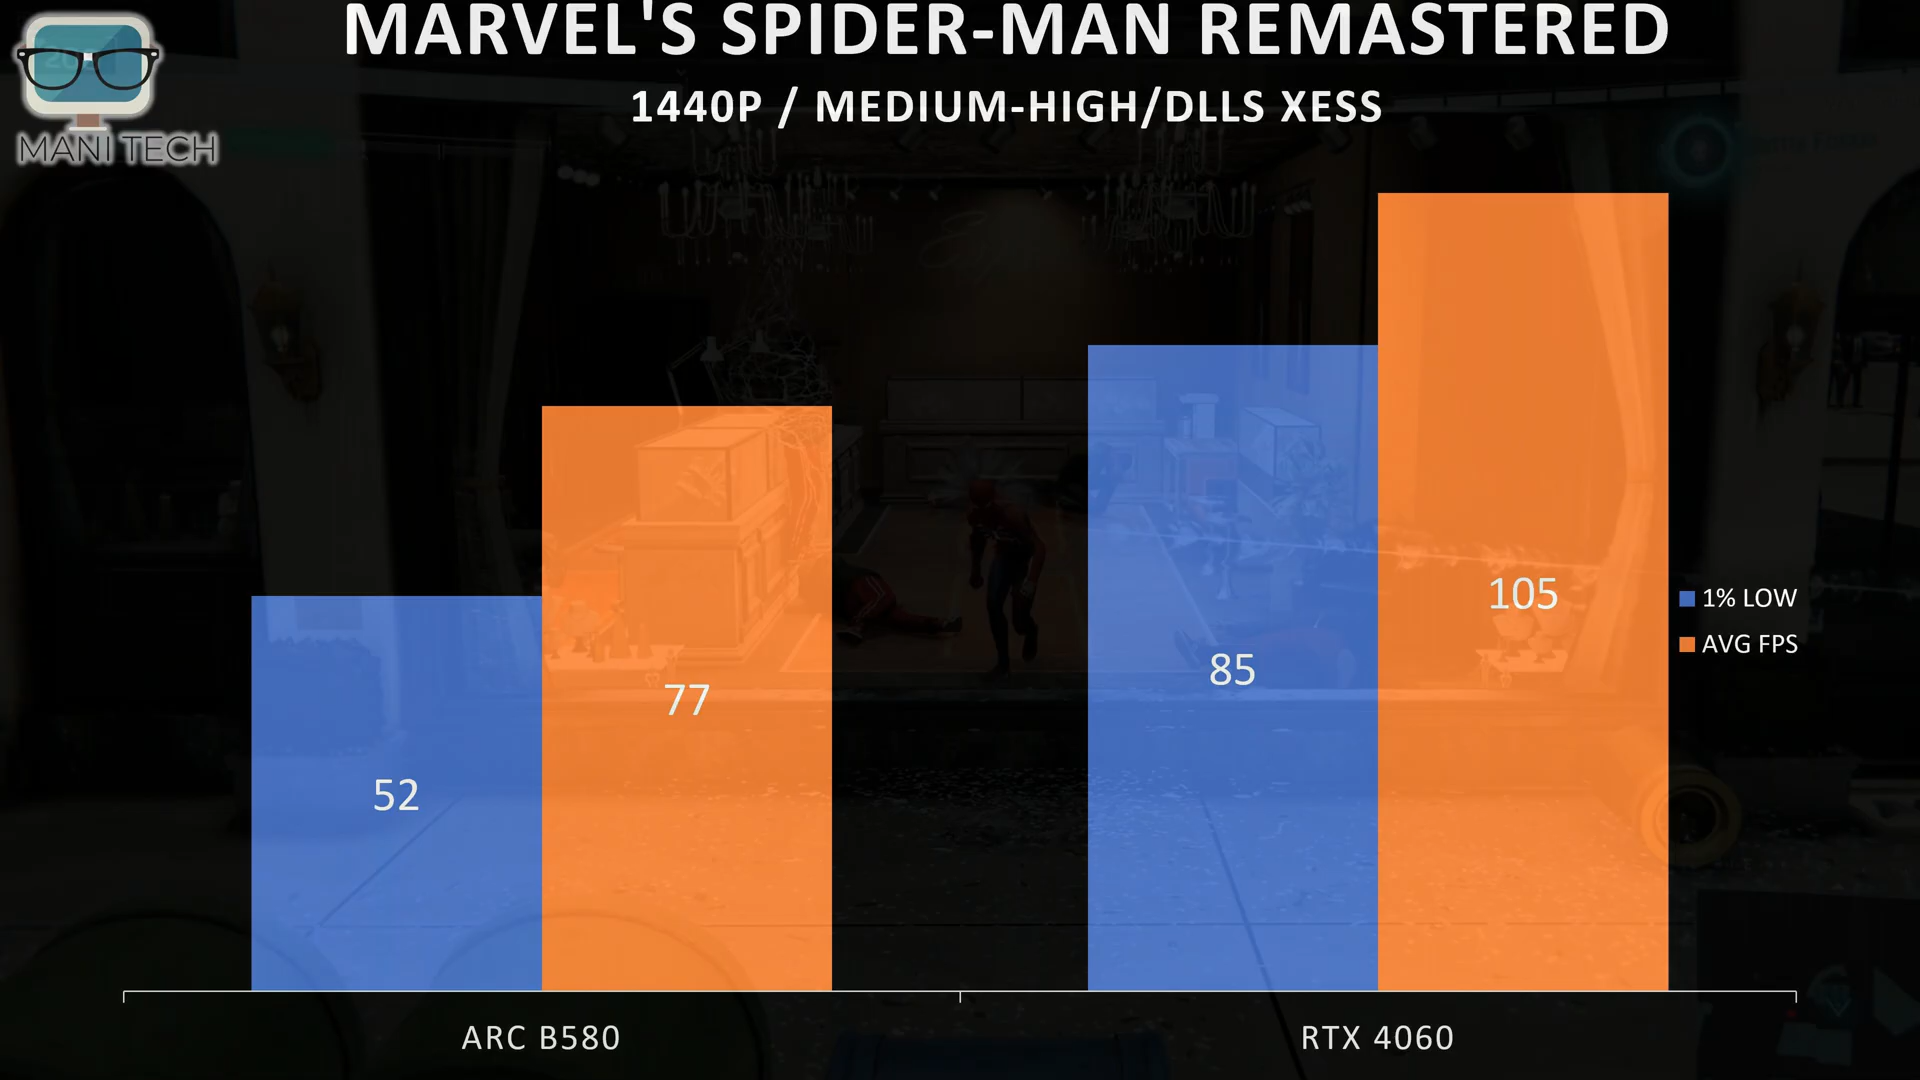 MARVEL'S SPIDER-MAN REMASTERED
1440P / MEDIUM-HIGH/DLLS XESS
MANI TECH
105
1% LOW
AVG FPS
85
77
52
ARC B580
RTX 4060